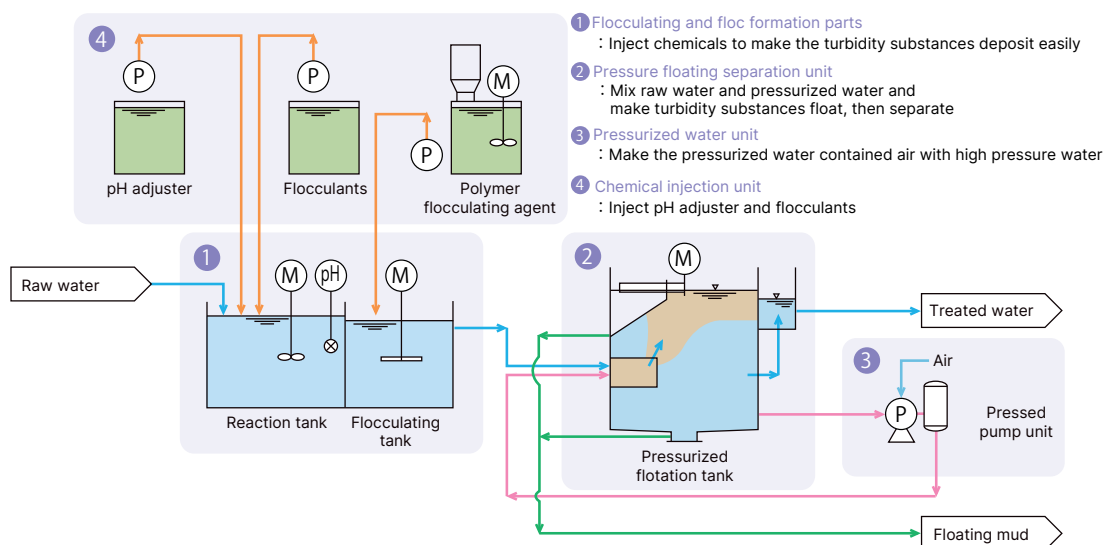 4
P
P
M
P
pH adjuster
Flocculants
Polymer
flocculating agent
1 Flocculating and floc formation parts
: Inject chemicals to make the turbidity substances deposit easily
2 Pressure floating separation unit
: Mix raw water and pressurized water and
make turbidity substances float, then separate
3 Pressurized water unit
: Make the pressurized water contained air with high pressure water
4 Chemical injection unit
: Inject pH adjuster and flocculants
1
M
pH
M
Raw water
Reaction tank
Flocculating
tank
2
M
Pressurized
flotation tank
Treated water
3
Air
P
Pressed
pump unit
Floating mud